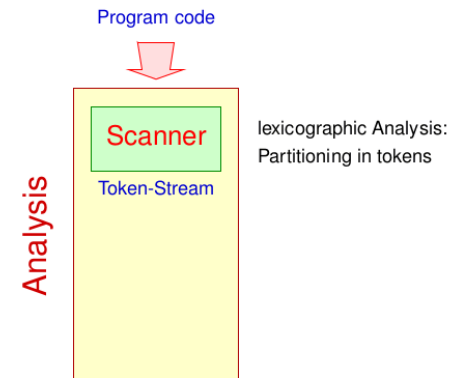 Program code
Scanner
lexicographic Analysis:
Partitioning in tokens
Token-Stream
Analysis